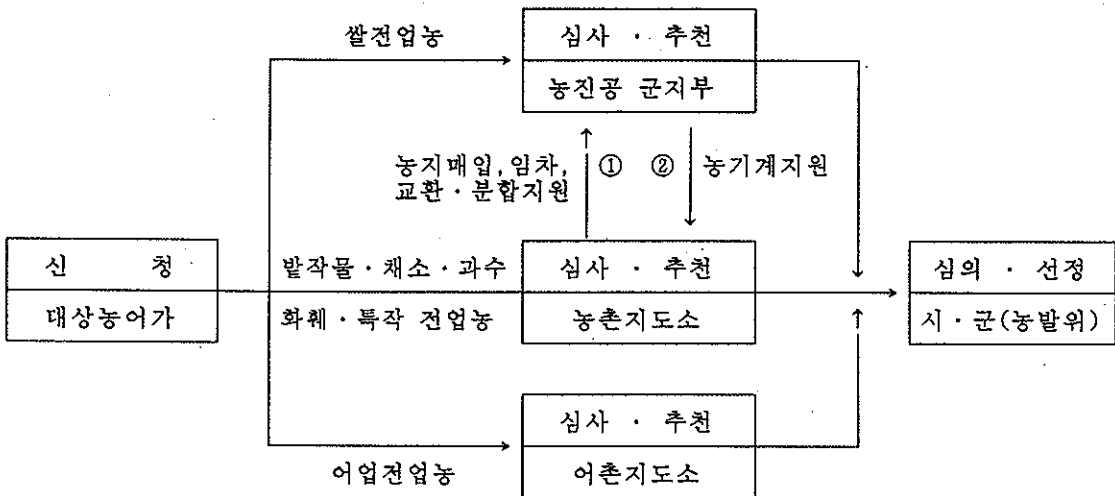 쌀전업농
심사 · 추천
농진공 군지부
농지매입,임차,
교환 · 분합지원
① ②
농기계지원
신 청
대상농어가
밭작물 · 채소 · 과수
화훼 · 특작 전업농
심사 · 추천
농촌지도소
심의 · 선정
시 · 군(농발위)
어업전업농
심사 · 추천
어촌지도소